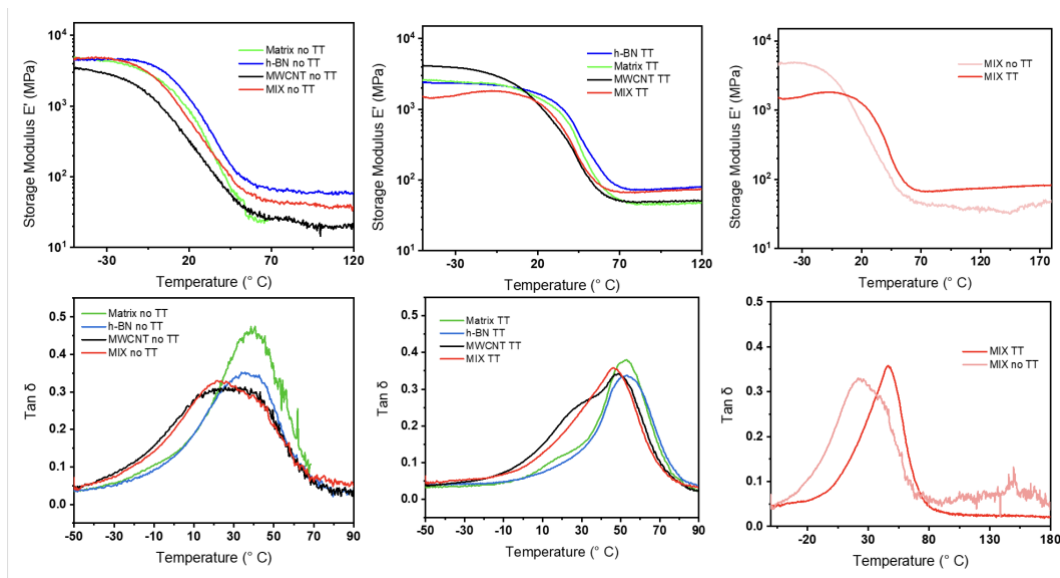 Storage Modulus E' (MPa)
10⁴
10³
10²
10¹
Matrix no TT
h-BN no TT
MWCNT no TT
MIX no TT
-30 20 70 120
Temperature (° C)
Storage Modulus E' (MPa)
10⁴
10³
10²
10¹
h-BN TT
Matrix TT
MWCNT TT
MIX TT
-30 20 70 120
Temperature (° C)
Storage Modulus E' (MPa)
10⁴
10³
10²
10¹
MIX no TT
MIX TT
-30 20 70 120 170
Temperature (° C)
Tan δ
0.5
0.4
0.3
0.2
0.1
0.0
Matrix no TT
h-BN no TT
MWCNT no TT
MIX no TT
-50 -30 -10 10 30 50 70 90
Temperature (° C)
Tan δ
0.5
0.4
0.3
0.2
0.1
0.0
Matrix TT
h-BN TT
MWCNT TT
MIX TT
-50 -30 -10 10 30 50 70 90
Temperature (° C)
Tan δ
0.5
0.4
0.3
0.2
0.1
0.0
MIX TT
MIX no TT
-20 30 80 130 180
Temperature (° C)